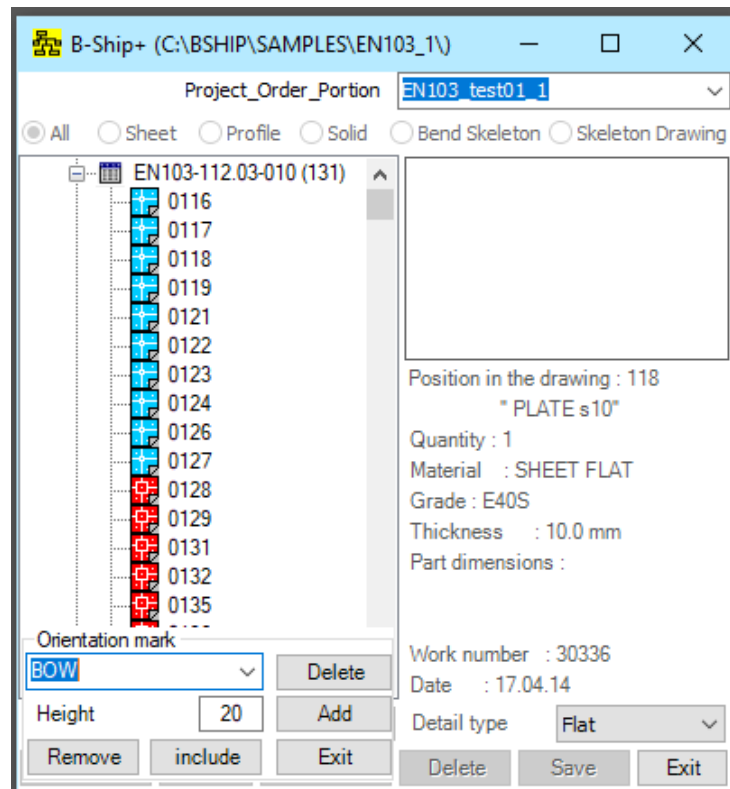 B-Ship+ (C:\BSHIP\SAMPLES\EN103_1\)
Project_Order_Portion EN103_test01_1
All Sheet Profile Solid Bend Skeleton Skeleton Drawing
EN103-112.03-010 (131)
0116
0117
0118
0119
0121
0122
0123
0124
0126
0127
0128
0129
0131
0132
0135
Orientation mark
BOW Delete
Height 20 Add
Remove include Exit
Position in the drawing : 118
" PLATE s10"
Quantity : 1
Material : SHEET FLAT
Grade : E40S
Thickness : 10.0 mm
Part dimensions :
Work number : 30336
Date : 17.04.14
Detail type Flat
Delete Save Exit